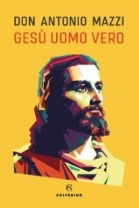 DON ANTONIO MAZZI
GESÙ UOMO VERO
SOLFERINO